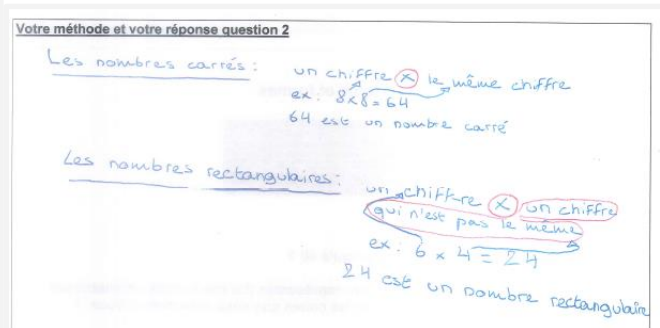 Votre méthode et votre réponse question 2
Les nombres carrés :
un chiffre x le même chiffre
ex : 8x8 = 64
64 est un nombre carré
Les nombres rectangulaires :
un chiffre x un chiffre
qui n'est pas le même
ex : 6 x 4 = 24
24 est un nombre rectangulaire